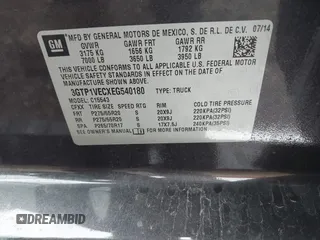 GM
MFD BY GENERAL MOTORS DE MEXICO, S. DE R.L. DE C.V. 07/14
GVWR GAWR FRT GAWR RR
3175 KG 1656 KG 1792 KG
7000 LB 3650 LB 3950 LB
THIS VEHICLE CONFORMS TO ALL APPLICABLE U.S. FEDERAL
MOTOR VEHICLE SAFETY STANDARDS IN EFFECT ON THE DATE OF
MANUFACTURE SHOWN ABOVE.
3GTP1VECXEG540180 TYPE: TRUCK
MODEL: C15543
CFXX TIRE SIZE SPEED RTG RIM COLD TIRE PRESSURE
FRT P275/55R20 S 20X9J 220KPA(32PSI)
RR P275/55R20 S 20X9J 220KPA(32PSI)
SPA P265/70R17 S 17X7.5J 240KPA(35PSI)
SEE OWNER'S MANUAL FOR ADDITIONAL INFORMATION
DREAMBID